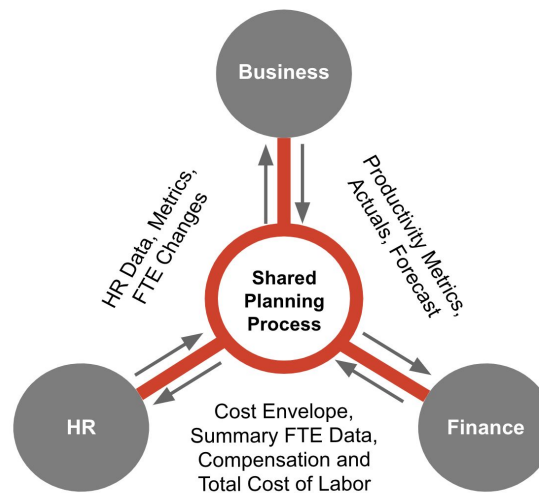 Business
HR Data, Metrics,
FTE Changes
Productivity Metrics,
Actuals, Forecast
Shared
Planning
Process
HR
Cost Envelope,
Summary FTE Data,
Compensation and
Total Cost of Labor
Finance